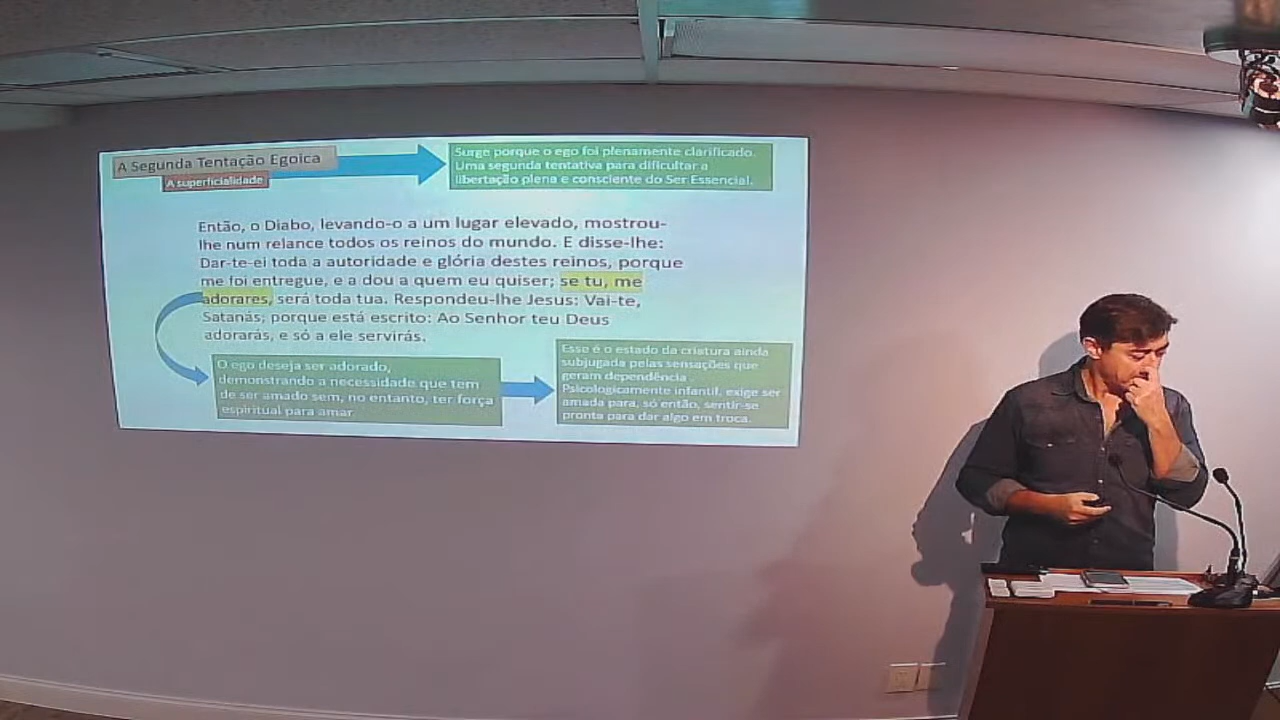 A Segunda Tentação Egoica
A superficialidade
Surge porque o ego foi plenamente clarificado.
Uma segunda tentativa para dificultar a
libertação plena e consciente do Ser Essencial.
Então, o Diabo, levando-o a um lugar elevado, mostrou-
lhe num relance todos os reinos do mundo. E disse-lhe:
Dar-te-ei toda a autoridade e glória destes reinos, porque
me foi entregue, e a dou a quem eu quiser; se tu, me
adorares, será toda tua. Respondeu-lhe Jesus: Vai-te,
Satanás; porque está escrito: Ao Senhor teu Deus
adorarás, e só a ele servirás.
O ego deseja ser adorado,
demonstrando a necessidade que tem
de ser amado sem, no entanto, ter força
espiritual para amar.
Esse é o estado da criatura ainda
subjugada pelas sensações que
geram dependência .
Psicologicamente infantil, exige ser
amada para, só então, sentir-se
pronta para dar algo em troca.